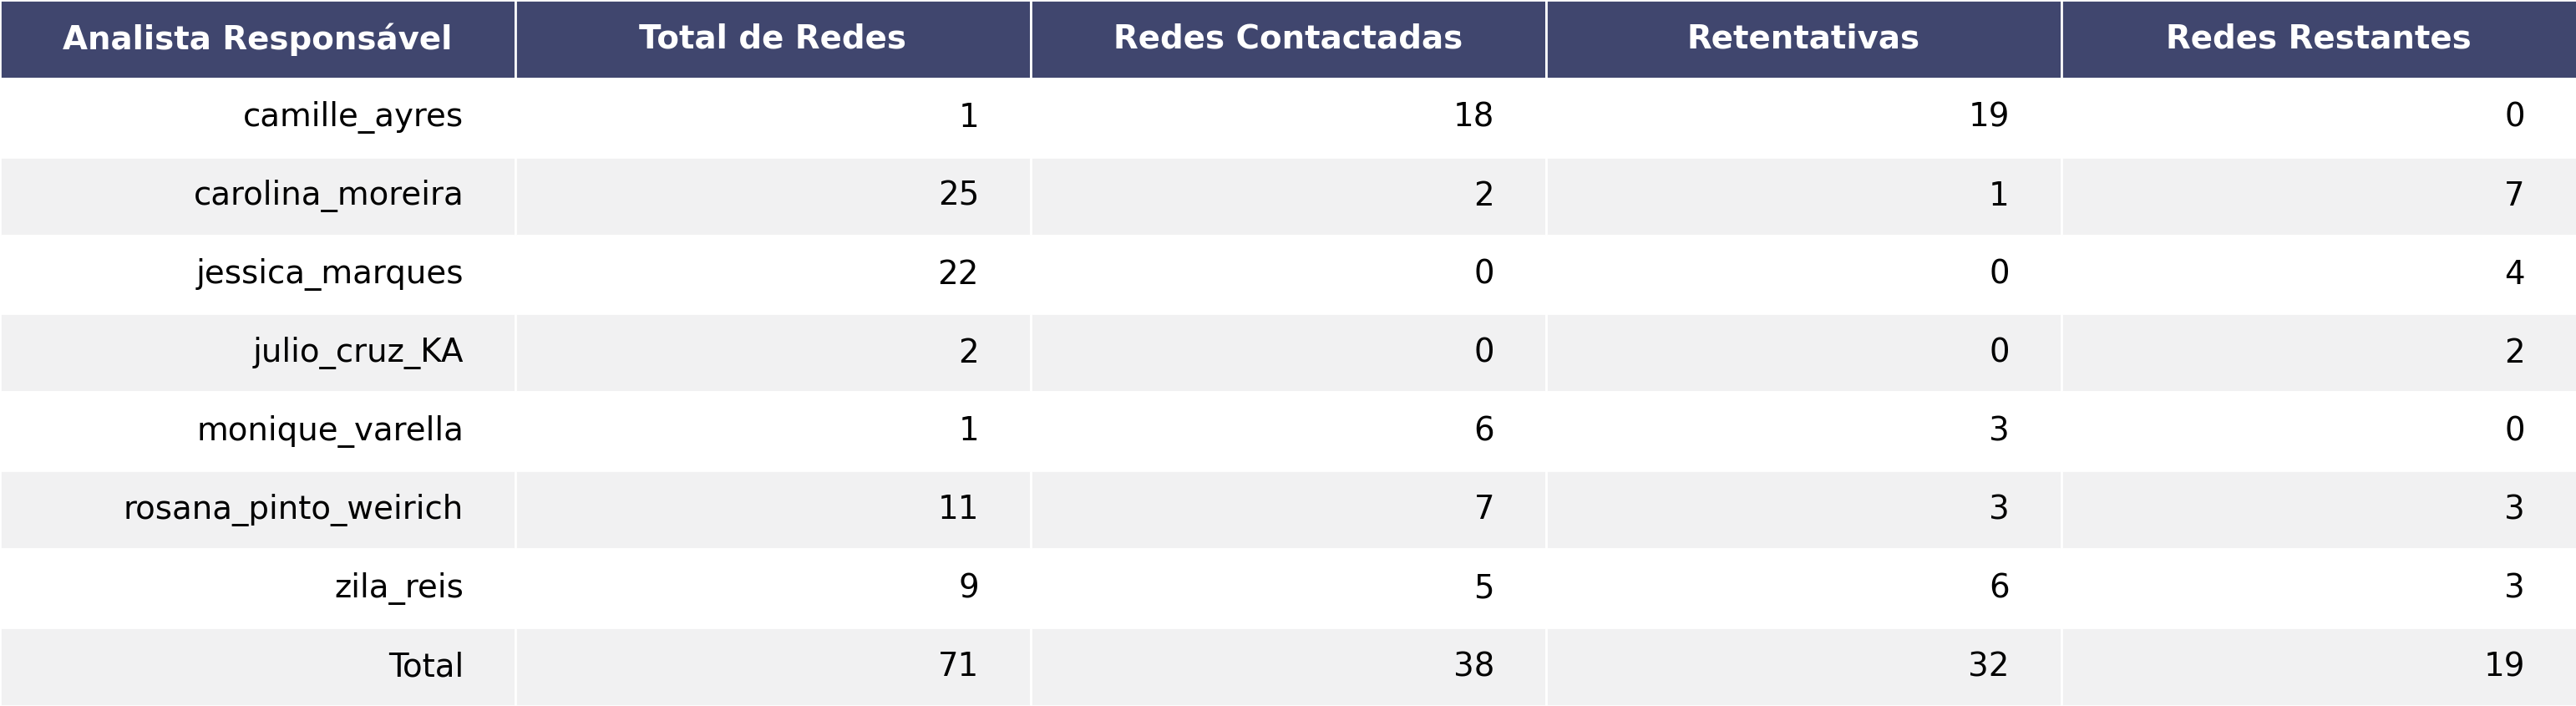 Analista Responsável Total de Redes Redes Contactadas Retentativas Redes Restantes
camille_ayres 1 18 19 0
carolina_moreira 25 2 1 7
jessica_marques 22 0 0 4
julio_cruz_KA 2 0 0 2
monique_varella 1 6 3 0
rosana_pinto_weirich 11 7 3 3
zila_reis 9 5 6 3
Total 71 38 32 19